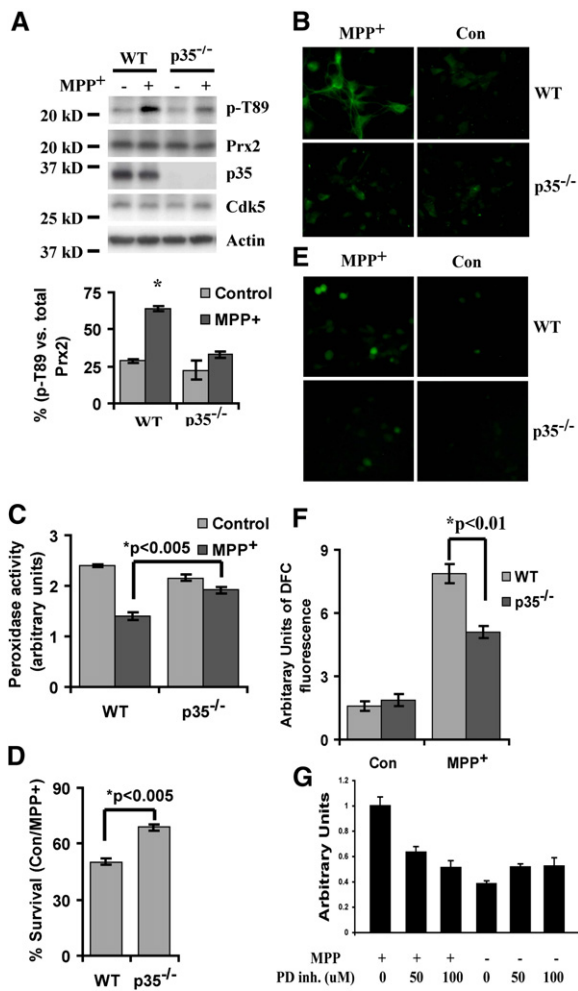 A
WT p35-/-
MPP+ - + - +
20 kD p-T89
20 kD Prx2
37 kD p35
25 kD Cdk5
37 kD Actin
% (p-T89 vs. total Prx2)
75
50
25
0
*
Control
MPP+
WT p35-/-
B
MPP+ Con
WT
p35-/-
E
MPP+ Con
WT
p35-/-
C
Peroxidase activity
(arbitrary units)
3
2
1
0
Control
MPP+
*p<0.005
WT p35-/-
D
% Survival (Con/MPP+)
90
60
30
0
*p<0.005
WT p35-/-
F
Arbitaray Units of DFC
fluorescence
9
6
3
0
*p<0.01
WT
p35-/-
Con MPP+
G
Arbitrary Units
1.4
1.2
1
0.8
0.6
0.4
0.2
0
MPP + + + - - -
PD inh. (uM) 0 50 100 0 50 100